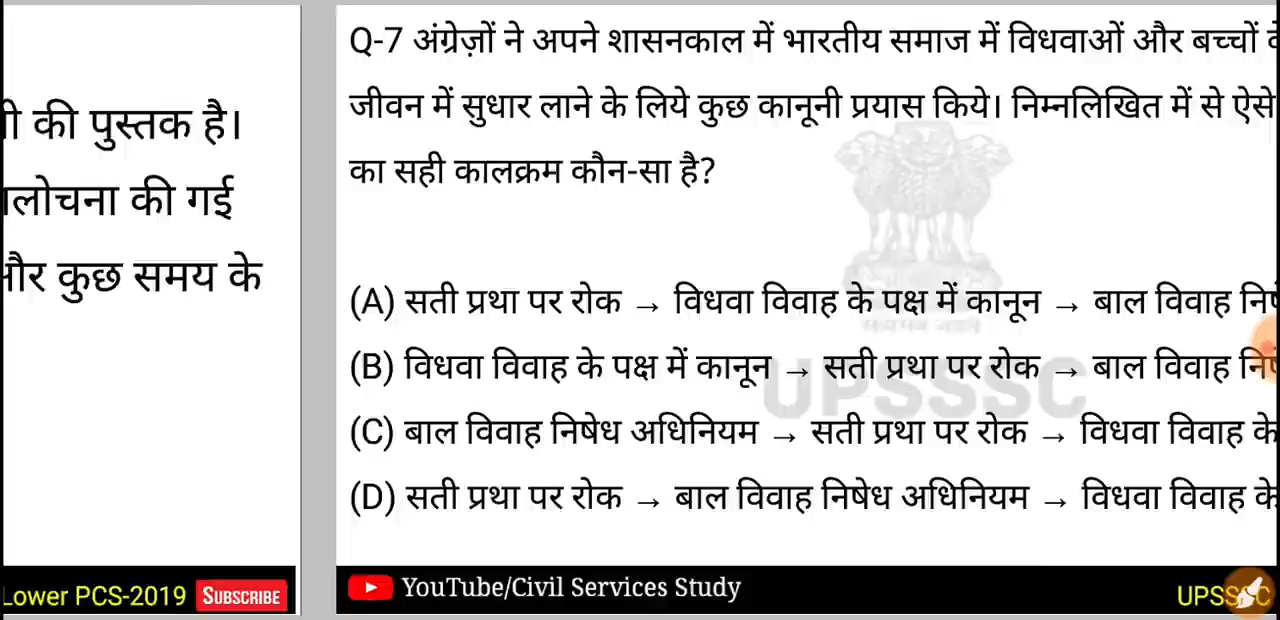 ी की पुस्तक है।
लोचना की गई
और कुछ समय के
Lower PCS-2019 SUBSCRIBE
Q-7 अंग्रेज़ों ने अपने शासनकाल में भारतीय समाज में विधवाओं और बच्चों
जीवन में सुधार लाने के लिये कुछ कानूनी प्रयास किये। निम्नलिखित में से ऐसे
का सही कालक्रम कौन-सा है?
(A) सती प्रथा पर रोक → विधवा विवाह के पक्ष में कानून → बाल विवाह
(B) विधवा विवाह के पक्ष में कानून → सती प्रथा पर रोक → बाल विवाह
UPSSSC
(C) बाल विवाह निषेध अधिनियम → सती प्रथा पर रोक → विधवा विवाह के
(D) सती प्रथा पर रोक → बाल विवाह निषेध अधिनियम → विधवा विवाह के
YouTube/Civil Services Study